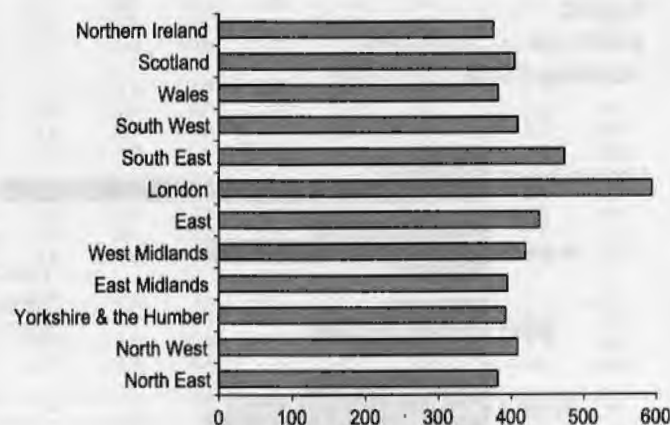 Northern Ireland
Scotland
Wales
South West
South East
London
East
West Midlands
East Midlands
Yorkshire & the Humber
North West
North East
0 100 200 300 400 500 600